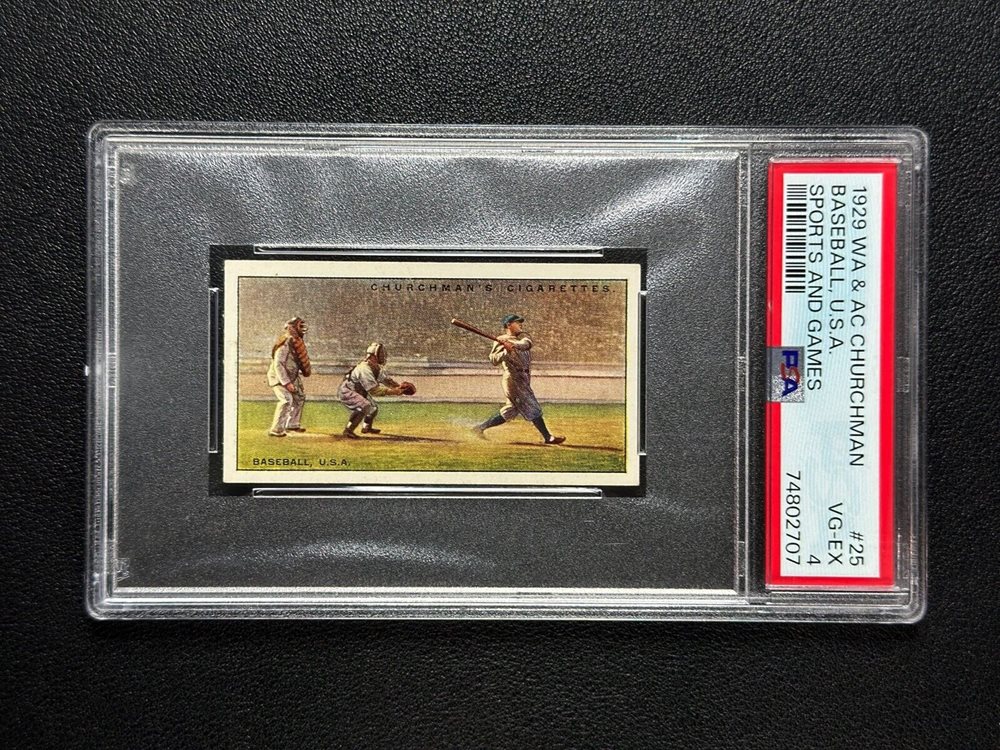 CHURCHMAN'S CIGARETTES.
BASEBALL, U.S.A.
1929 WA & AC CHURCHMAN #25
BASEBALL, U.S.A. VG-EX
SPORTS AND GAMES 4
PSA 74802707